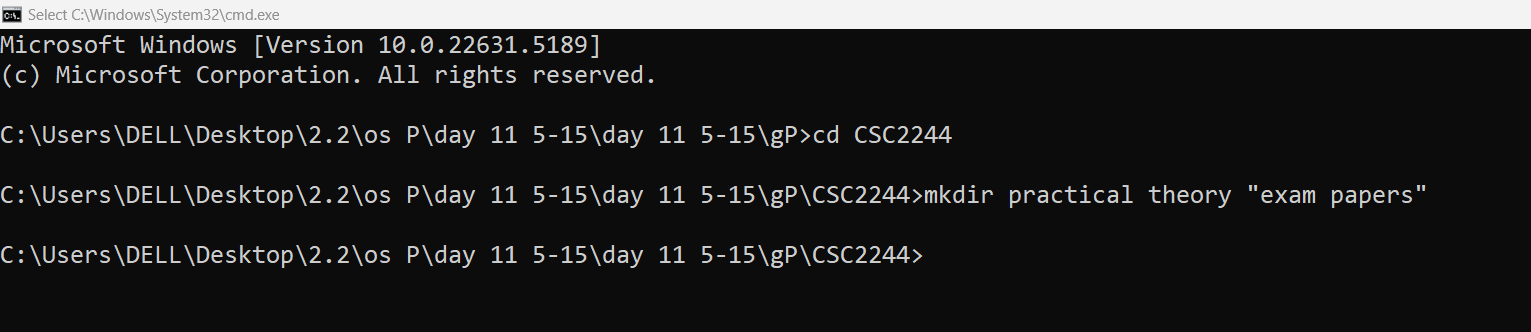 Select C:\Windows\System32\cmd.exe
Microsoft Windows [Version 10.0.22631.5189]
(c) Microsoft Corporation. All rights reserved.
C:\Users\DELL\Desktop\2.2\os P\day 11 5-15\day 11 5-15\gP>cd CSC2244
C:\Users\DELL\Desktop\2.2\os P\day 11 5-15\day 11 5-15\gP\CSC2244>mkdir practical theory "exam papers"
C:\Users\DELL\Desktop\2.2\os P\day 11 5-15\day 11 5-15\gP\CSC2244>